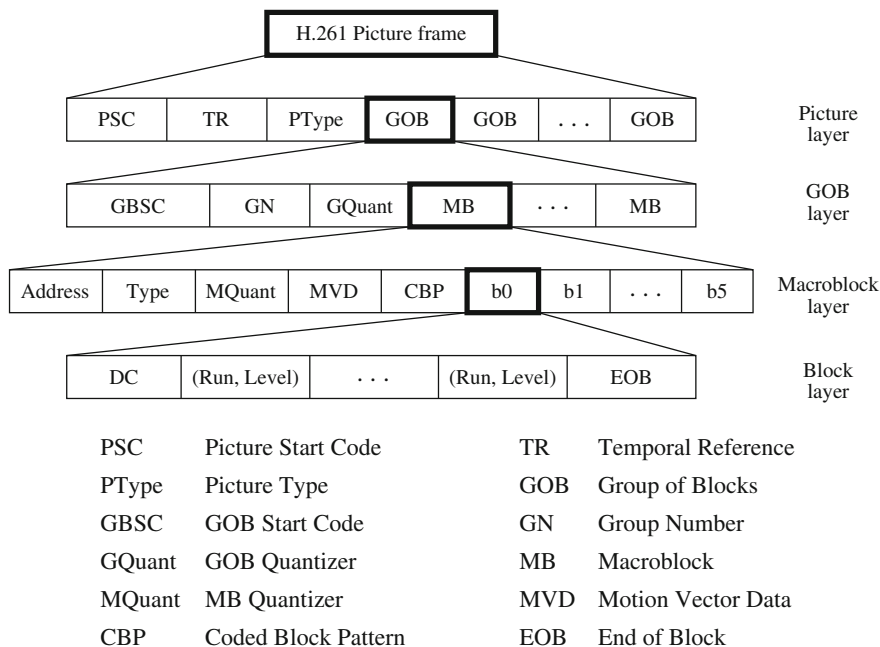 H.261 Picture frame
PSC TR PType GOB GOB . . . GOB
Picture layer
GBSC GN GQuant MB . . . MB
GOB layer
Address Type MQuant MVD CBP b0 b1 . . . b5
Macroblock layer
DC (Run, Level) . . . (Run, Level) EOB
Block layer
PSC Picture Start Code TR Temporal Reference
PType Picture Type GOB Group of Blocks
GBSC GOB Start Code GN Group Number
GQuant GOB Quantizer MB Macroblock
MQuant MB Quantizer MVD Motion Vector Data
CBP Coded Block Pattern EOB End of Block